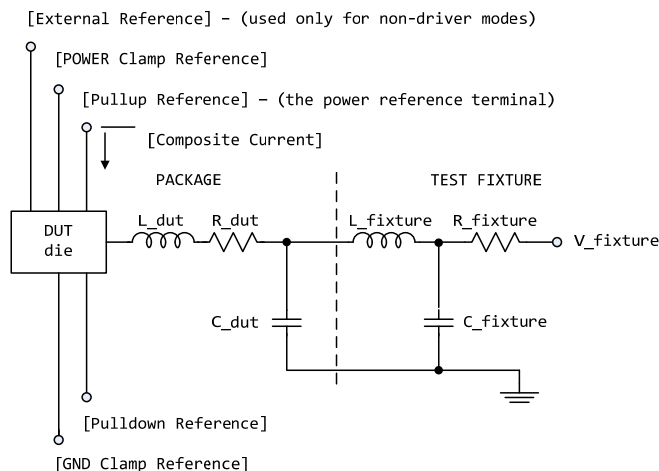 [External Reference] – (used only for non-driver modes)
[POWER Clamp Reference]
[Pullup Reference] – (the power reference terminal)
[Composite Current]
PACKAGE
TEST FIXTURE
L_dut
R_dut
L_fixture
R_fixture
DUT
die
V_fixture
C_dut
C_fixture
[Pulldown Reference]
[GND Clamp Reference]